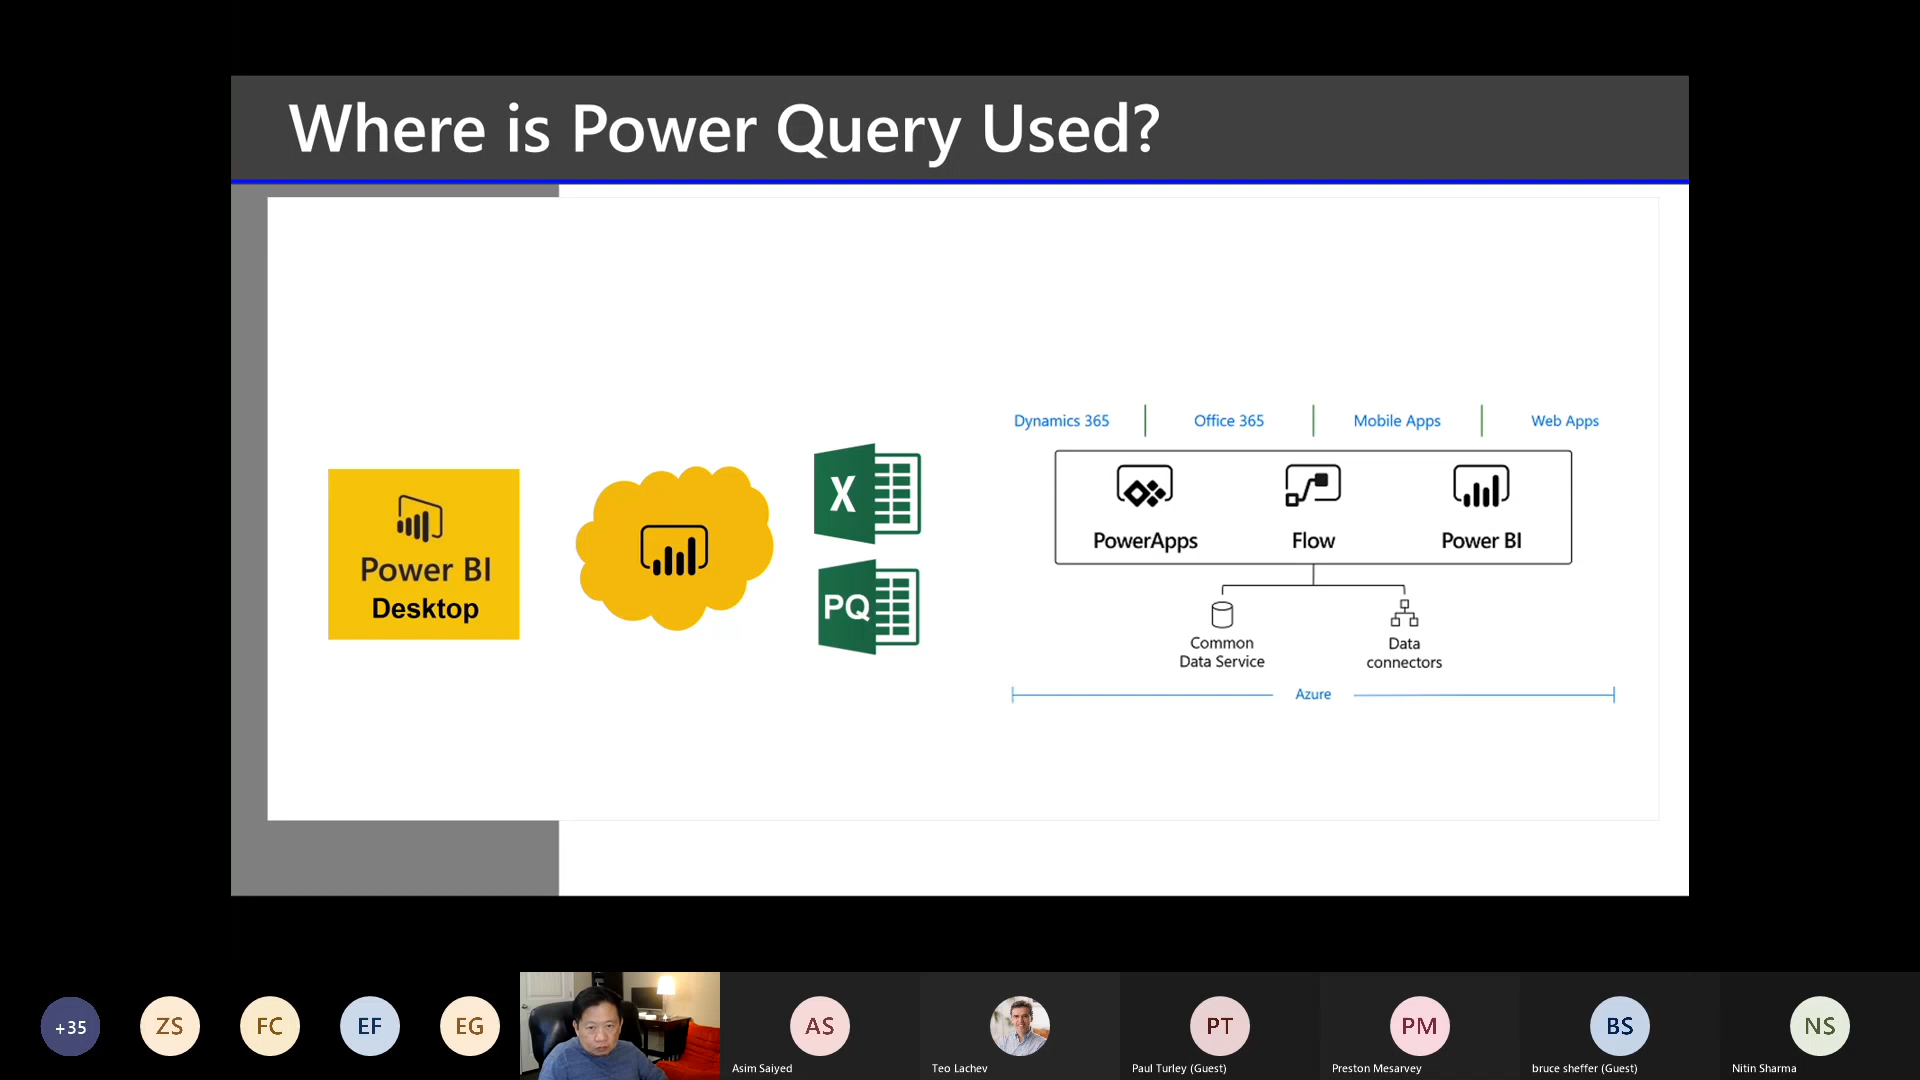 Where is Power Query Used?
Power BI
Desktop
X
PQ
Dynamics 365
Office 365
Mobile Apps
Web Apps
PowerApps
Flow
Power BI
Common
Data Service
Data
connectors
Azure
+35
ZS
FC
EF
EG
AS
Asim Saiyed
Teo Lachev
PT
Paul Turley (Guest)
PM
Preston Mesarvey
BS
bruce sheffer (Guest)
NS
Nitin Sharma